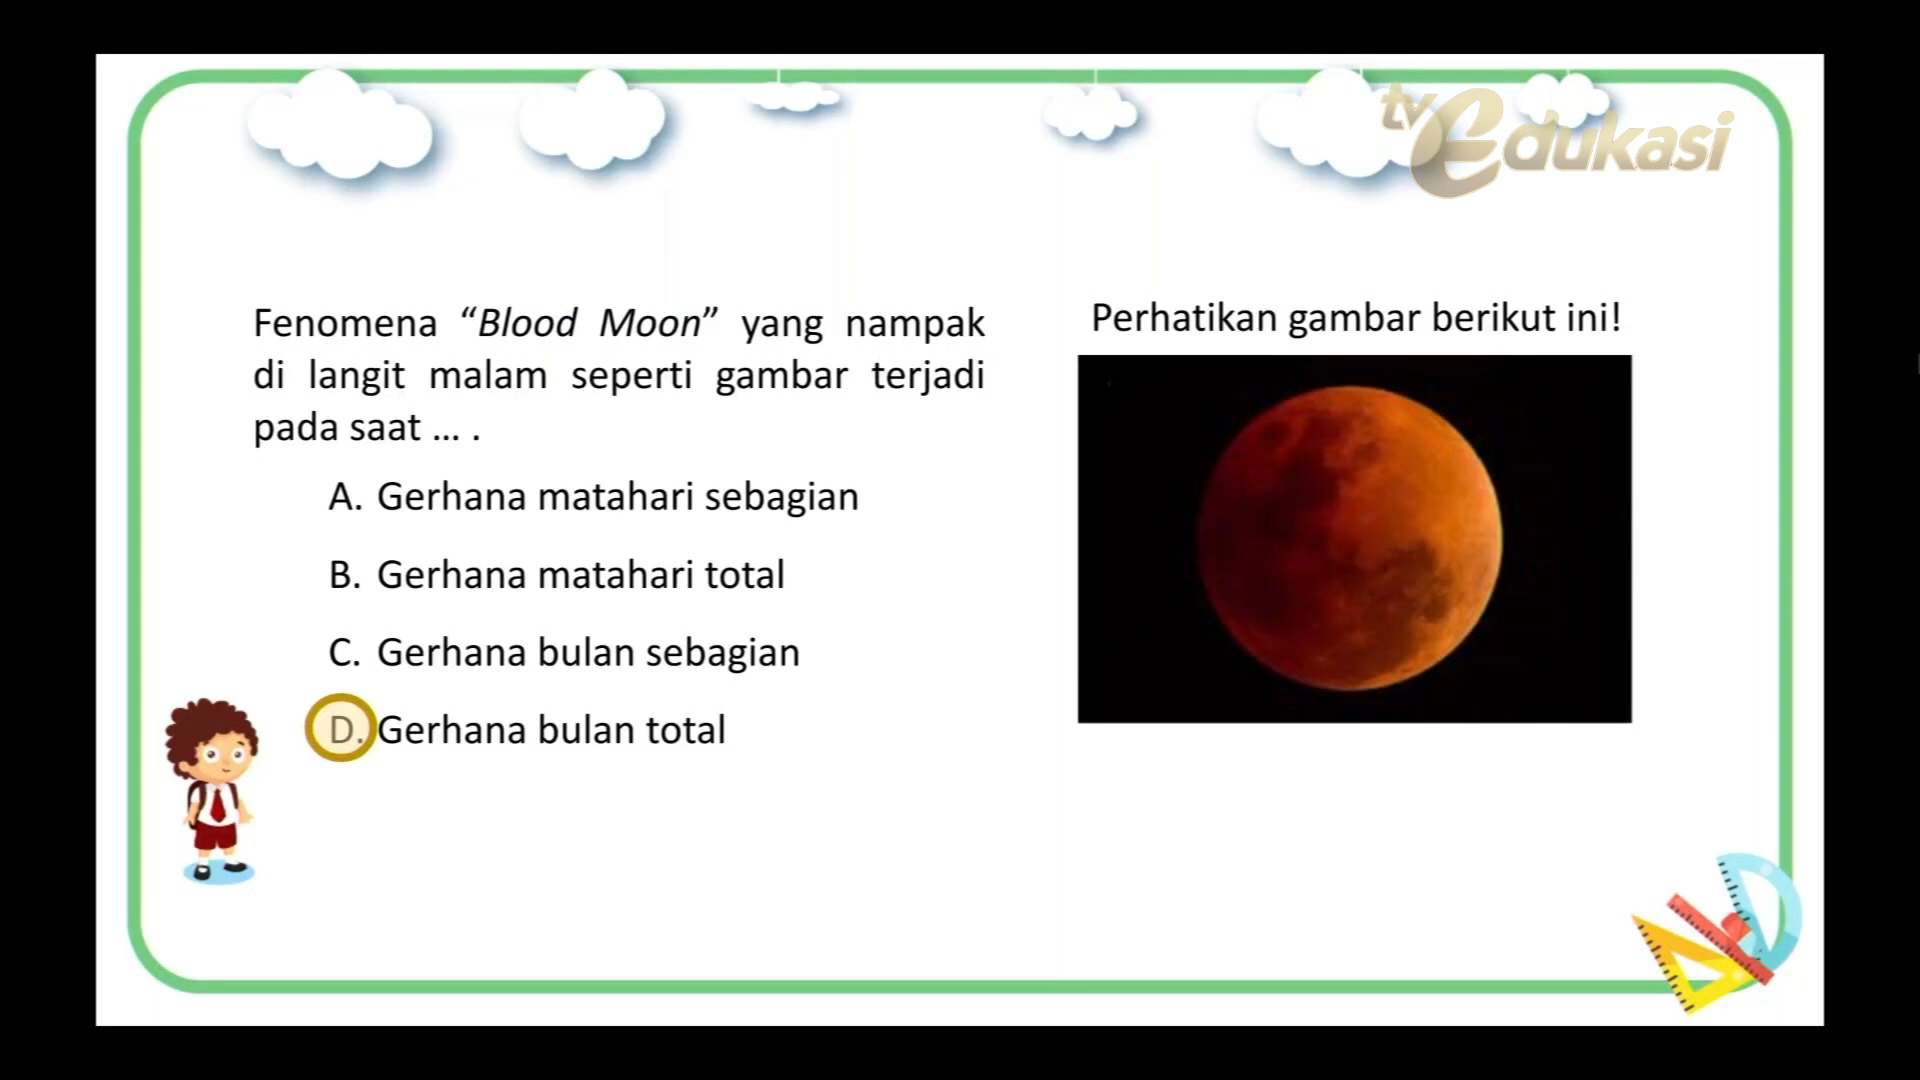 tv edukasi
Fenomena “Blood Moon” yang nampak
di langit malam seperti gambar terjadi
pada saat ... .
A. Gerhana matahari sebagian
B. Gerhana matahari total
C. Gerhana bulan sebagian
D. Gerhana bulan total
Perhatikan gambar berikut ini!